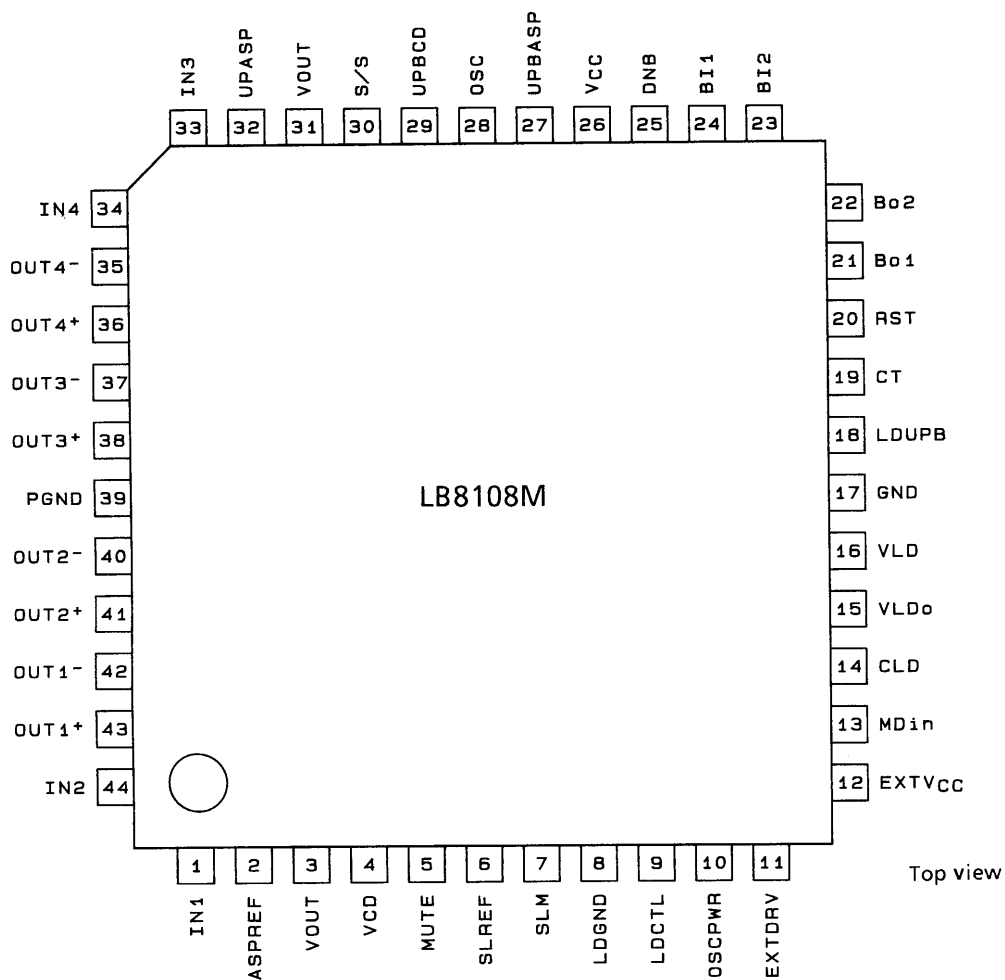 IN3 UPASP VOUT S/S UPBCD OSC UPBASP VCC DNB BI1 BI2
33 32 31 30 29 28 27 26 25 24 23
IN4 34
OUT4- 35
OUT4+ 36
OUT3- 37
OUT3+ 38
PGND 39
OUT2- 40
OUT2+ 41
OUT1- 42
OUT1+ 43
IN2 44
LB8108M
22 Bo2
21 Bo1
20 RST
19 CT
18 LDUPB
17 GND
16 VLD
15 VLDo
14 CLD
13 MDin
12 EXTVCC
1 2 3 4 5 6 7 8 9 10 11
IN1 ASPREF VOUT VCD MUTE SLREF SLM LDGND LDCTL OSCPWR EXTDRV
Top view